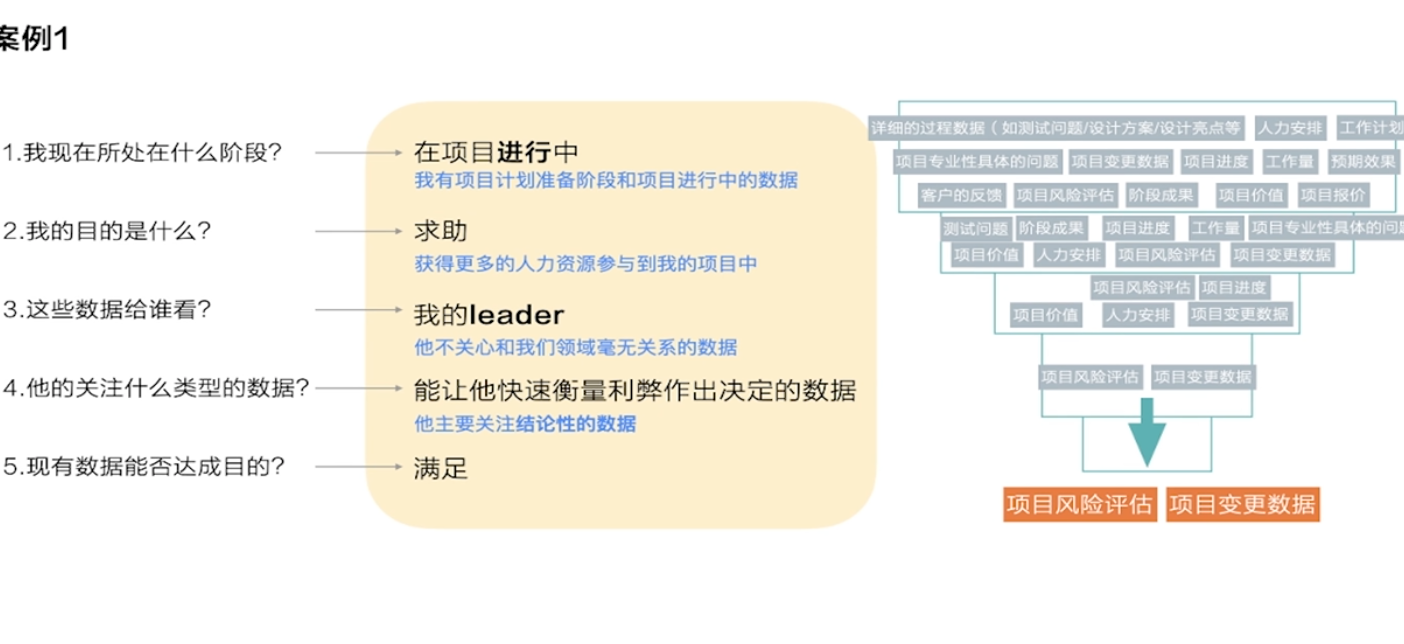 案例1
1.我现在所处在什么阶段?
在项目进行中
我有项目计划准备阶段和项目进行中的数据
2.我的目的是什么?
求助
获得更多的人力资源参与到我的项目中
3.这些数据给谁看?
我的leader
他不关心和我们领域毫无关系的数据
4.他的关注什么类型的数据?
能让他快速衡量利弊作出决定的数据
他主要关注结论性的数据
5.现有数据能否达成目的?
满足
详细的过程数据（如测试问题/设计方案/设计亮点等 人力安排 工作计划
项目专业性具体的问题 项目变更数据 项目进度 工作量 预期效果
客户的反馈 项目风险评估 阶段成果 项目价值 项目报价
测试问题 阶段成果 项目进度 工作量 项目专业性具体的问
项目价值 人力安排 项目风险评估 项目变更数据
项目风险评估 项目进度
项目价值 人力安排 项目变更数据
项目风险评估 项目变更数据
项目风险评估 项目变更数据